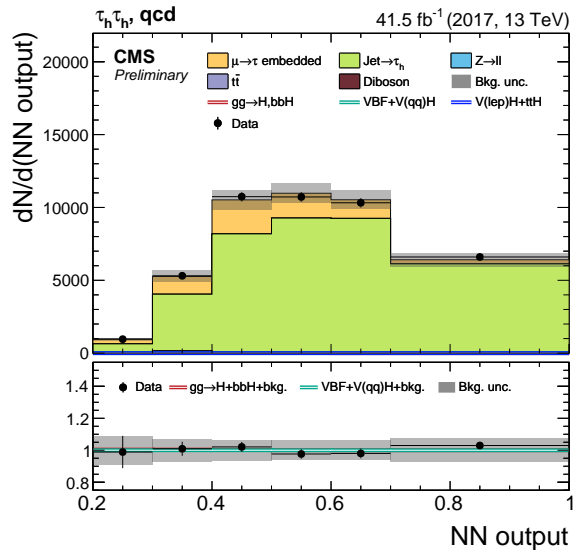 τhτh, qcd 41.5 fb⁻¹ (2017, 13 TeV)
CMS
Preliminary
μ→τ embedded Jet→τh Z→ll
tt̄ Diboson Bkg. unc.
gg→H,bbH VBF+V(qq)H V(lep)H+ttH
Data
dN/d(NN output)
20000
15000
10000
5000
0
Data gg→H+bbH+bkg. VBF+V(qq)H+bkg. Bkg. unc.
1.4
1.2
1.0
0.8
0.2 0.4 0.6 0.8 1
NN output